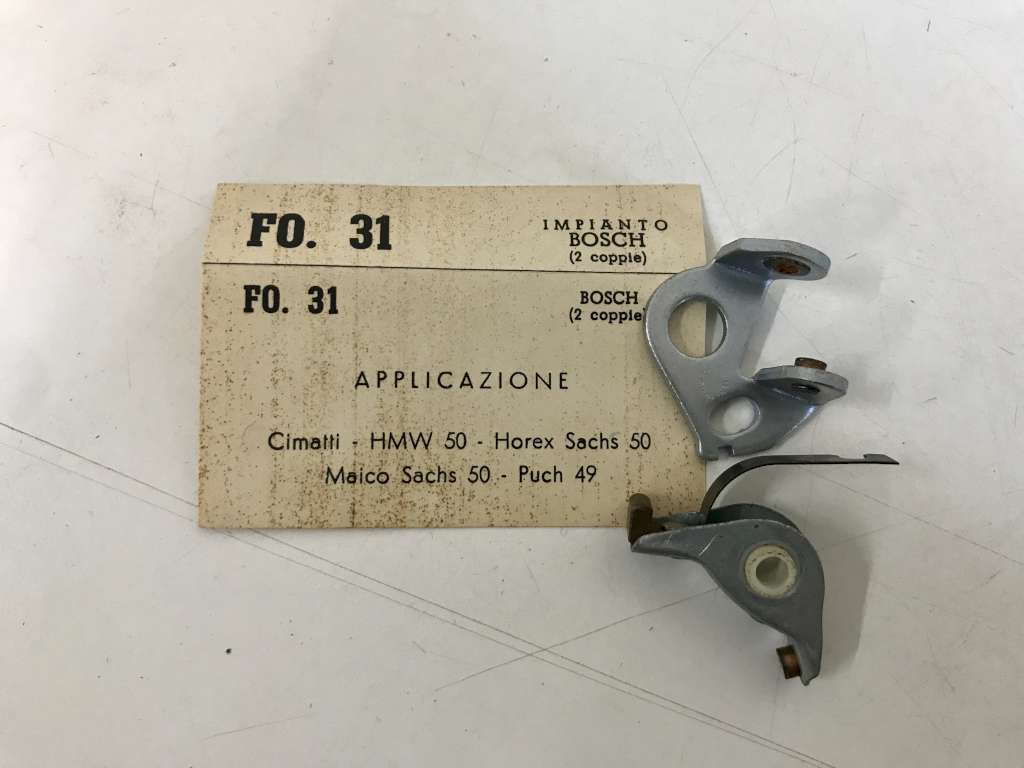 FO. 31 IMPIANTO
BOSCH
(2 coppie)
FO. 31 BOSCH
(2 coppie
APPLICAZIONE
Cimatti - HMW 50 - Horex Sachs 50
Maico Sachs 50 - Puch 49